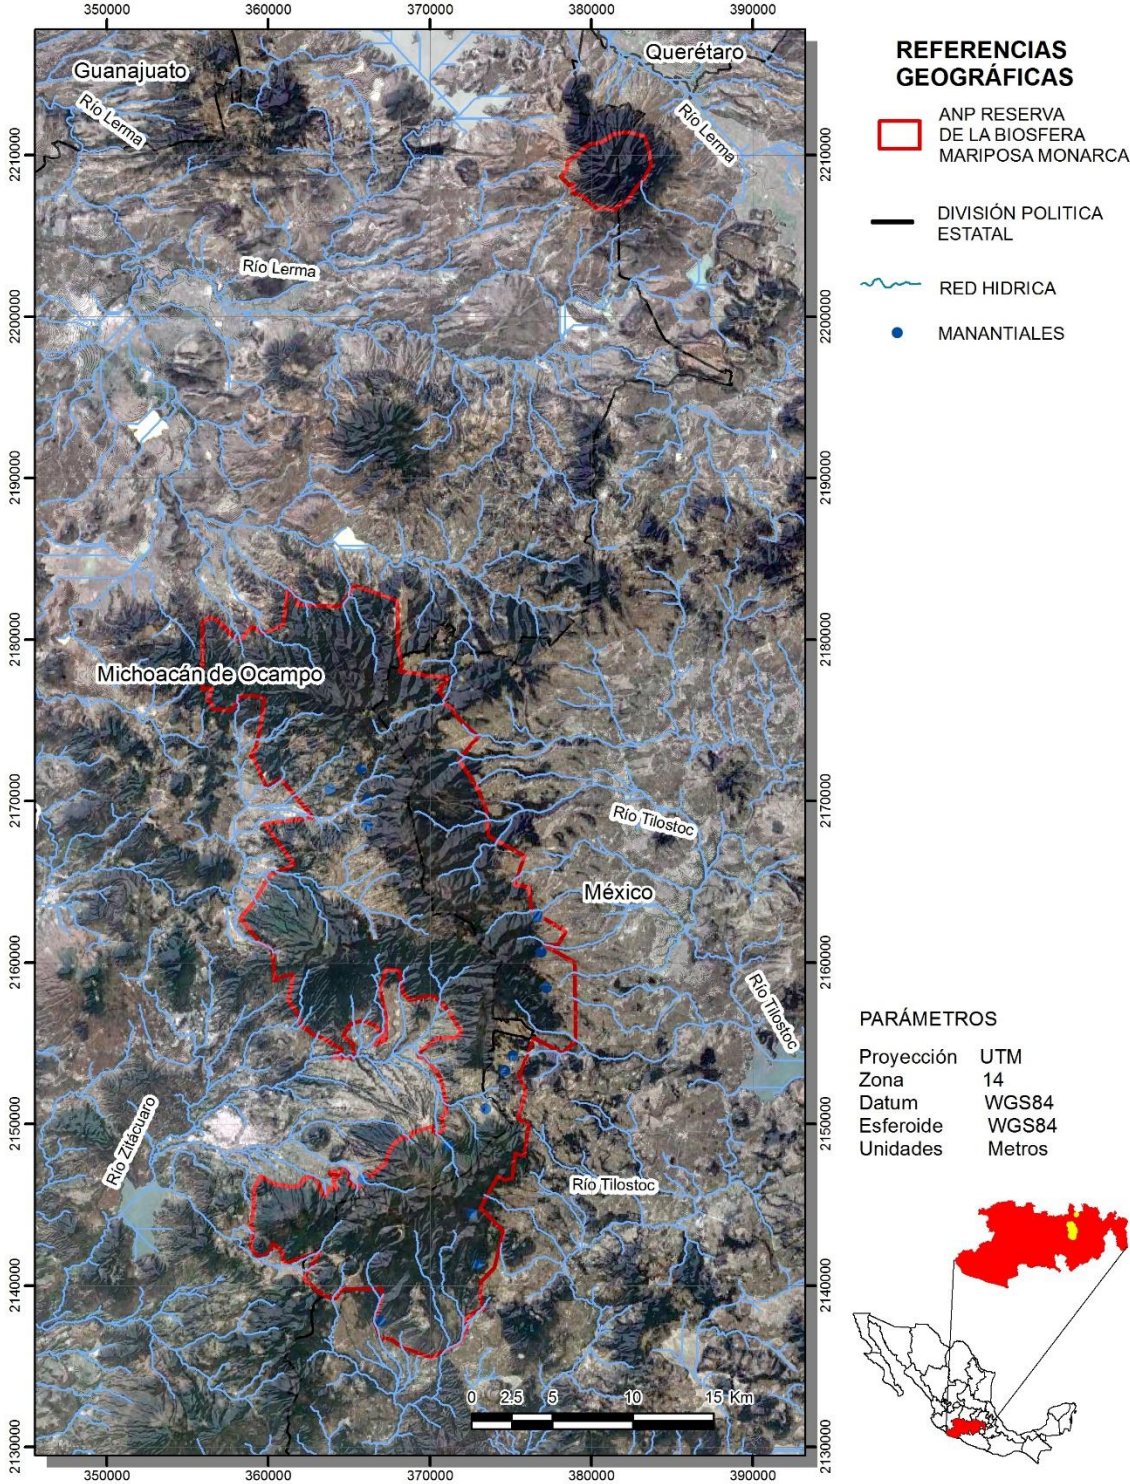 350000 360000 370000 380000 390000
Guanajuato
Querétaro
Río Lerma
Río Lerma
Río Lerma
Michoacán de Ocampo
Río Tilostoc
México
Río Tilostoc
Río Zitácuaro
Río Tilostoc
0 2.5 5 10 15 Km
2210000
2200000
2190000
2180000
2170000
2160000
2150000
2140000
2130000
2210000
2200000
2190000
2180000
2170000
2160000
2150000
2140000
2130000
350000 360000 370000 380000 390000
REFERENCIAS
GEOGRÁFICAS
ANP RESERVA
DE LA BIOSFERA
MARIPOSA MONARCA
DIVISIÓN POLITICA
ESTATAL
RED HIDRICA
MANANTIALES
PARÁMETROS
Proyección UTM
Zona 14
Datum WGS84
Esferoide WGS84
Unidades Metros